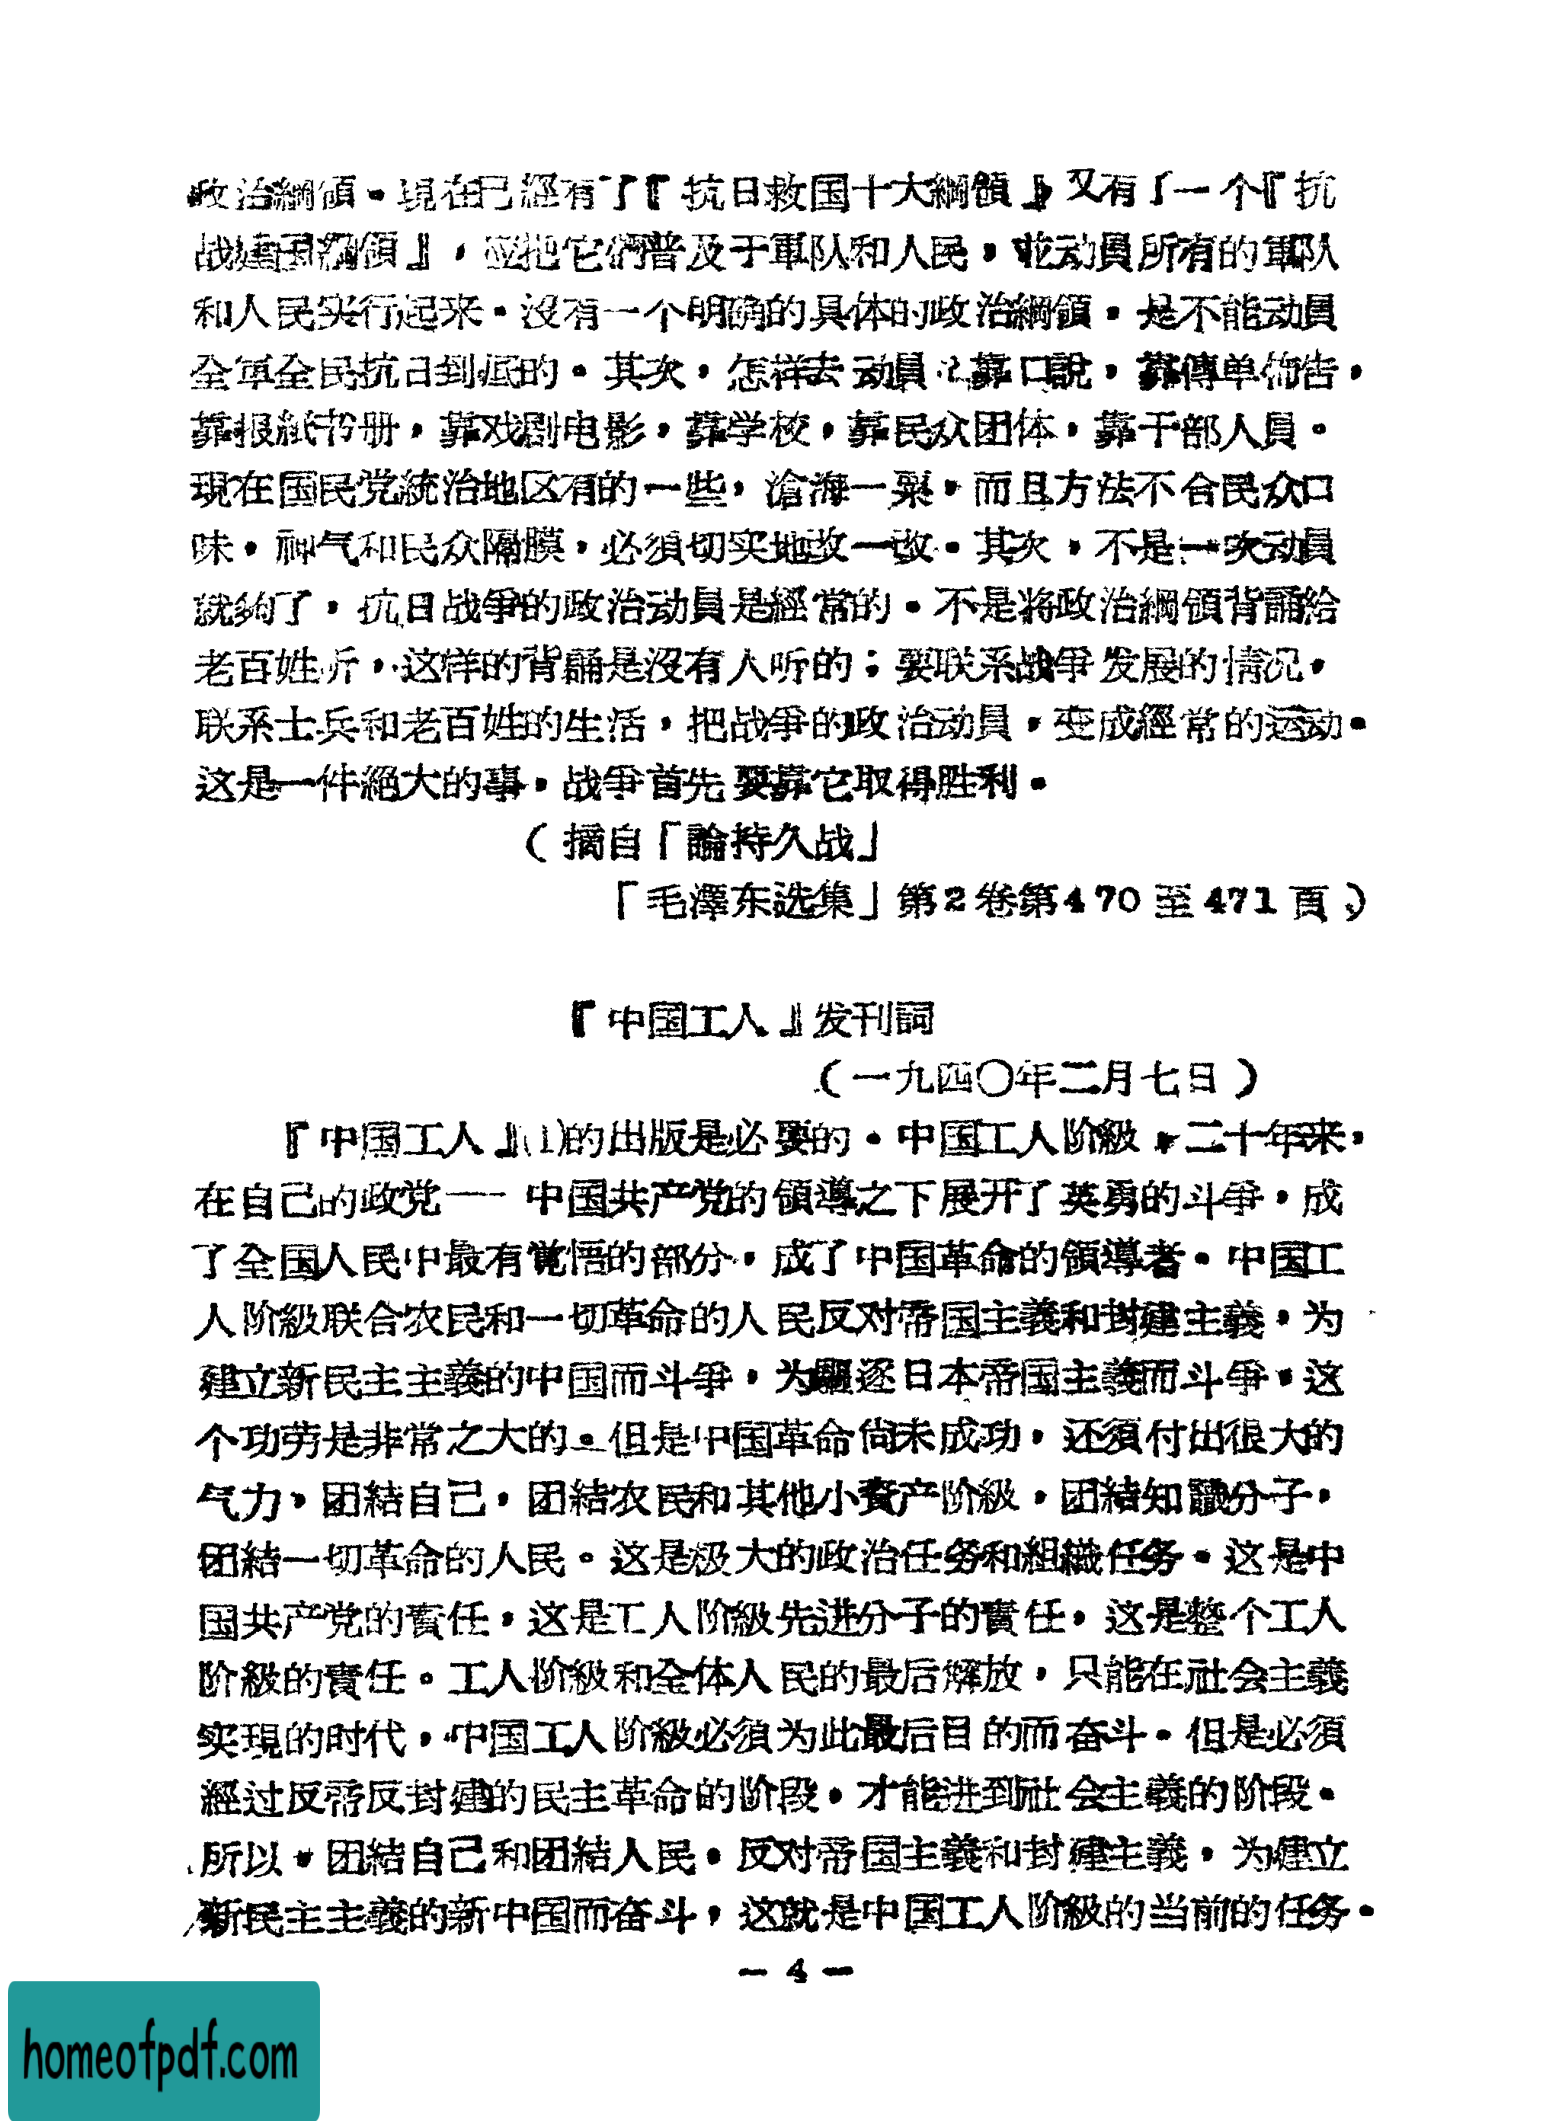 政治綱領。現在已經有了『抗日救国十大綱領』，又有了一个『抗
战建国綱領』，应把它們普及于軍队和人民，並动員所有的軍队
和人民实行起来。沒有一个明确的具体的政治綱領，是不能动員
全軍全民抗日到底的。其次，怎样去动員？靠口說，靠傳单佈告，
靠报紙书册，靠戏剧电影，靠学校，靠民众团体，靠干部人員。
現在国民党統治地区有的一些，滄海一粟，而且方法不合民众口
味，神气和民众隔膜，必須切实地改一改。其次，不是一次动員
就夠了，抗日战爭的政治动員是經常的。不是将政治綱領背誦給
老百姓听，这样的背誦是沒有人听的；要联系战爭发展的情况，
联系士兵和老百姓的生活，把战爭的政治动員，变成經常的运动。
这是一件絕大的事，战爭首先要靠它取得胜利。
（摘自「論持久战」
「毛澤东选集」第2卷第470至471頁）
『中国工人』发刊詞
（一九四〇年二月七日）
『中国工人』(1)的出版是必要的。中国工人阶級，二十年来，
在自己的政党——中国共产党的領導之下展开了英勇的斗爭，成
了全国人民中最有覚悟的部分，成了中国革命的領導者。中国工
人阶級联合农民和一切革命的人民反对帝国主義和封建主義，为
建立新民主主義的中国而斗爭，为驅逐日本帝国主義而斗爭，这
个功劳是非常之大的。但是中国革命尙未成功，还須付出很大的
气力，团結自己，团結农民和其他小資产阶級，团結知識分子，
团結一切革命的人民。这是极大的政治任务和組織任务。这是中
国共产党的責任，这是工人阶級先进分子的責任，这是整个工人
阶級的責任。工人阶級和全体人民的最后解放，只能在社会主義
实現的时代，中国工人阶級必須为此最后目的而奋斗。但是必須
經过反帝反封建的民主革命的阶段，才能进到社会主義的阶段。
所以，团結自己和团結人民，反对帝国主義和封建主義，为建立
新民主主義的新中国而奋斗，这就是中国工人阶級的当前的任务。
— 4 —
homeofpdf.com